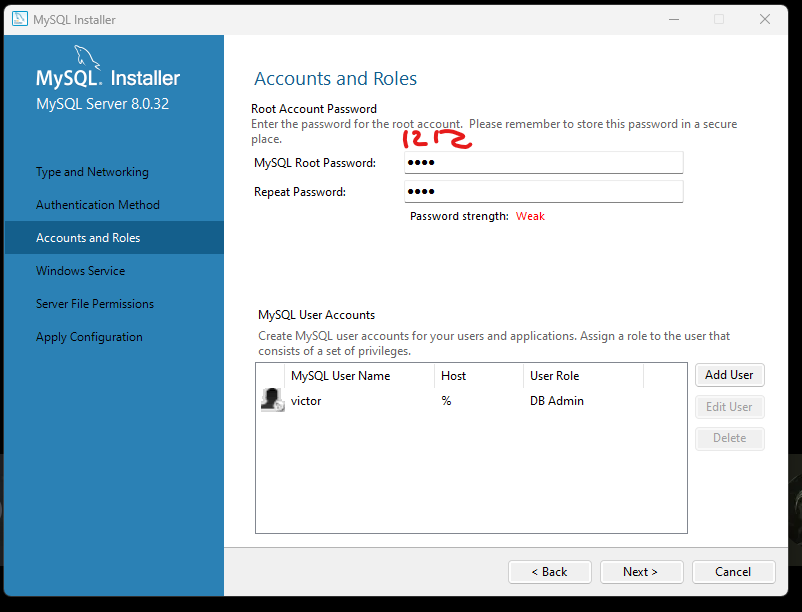 MySQL Installer
MySQL. Installer
MySQL Server 8.0.32
Type and Networking
Authentication Method
Accounts and Roles
Windows Service
Server File Permissions
Apply Configuration
Accounts and Roles
Root Account Password
Enter the password for the root account. Please remember to store this password in a secure
place.
1212
MySQL Root Password: ●●●●
Repeat Password: ●●●●
Password strength: Weak
MySQL User Accounts
Create MySQL user accounts for your users and applications. Assign a role to the user that
consists of a set of privileges.
MySQL User Name Host User Role
victor % DB Admin
Add User
Edit User
Delete
< Back Next > Cancel